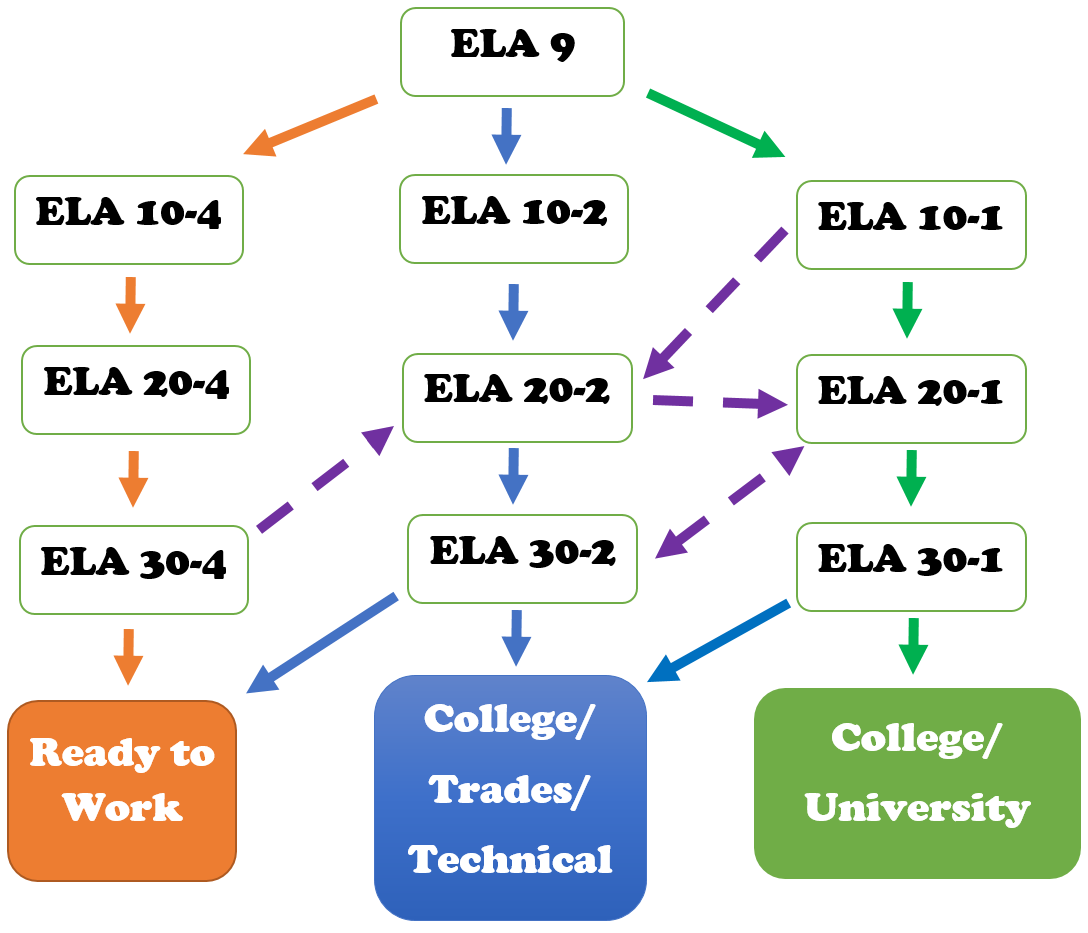 ELA 9
ELA 10-4
ELA 10-2
ELA 10-1
ELA 20-4
ELA 20-2
ELA 20-1
ELA 30-4
ELA 30-2
ELA 30-1
Ready to
Work
College/
Trades/
Technical
College/
University